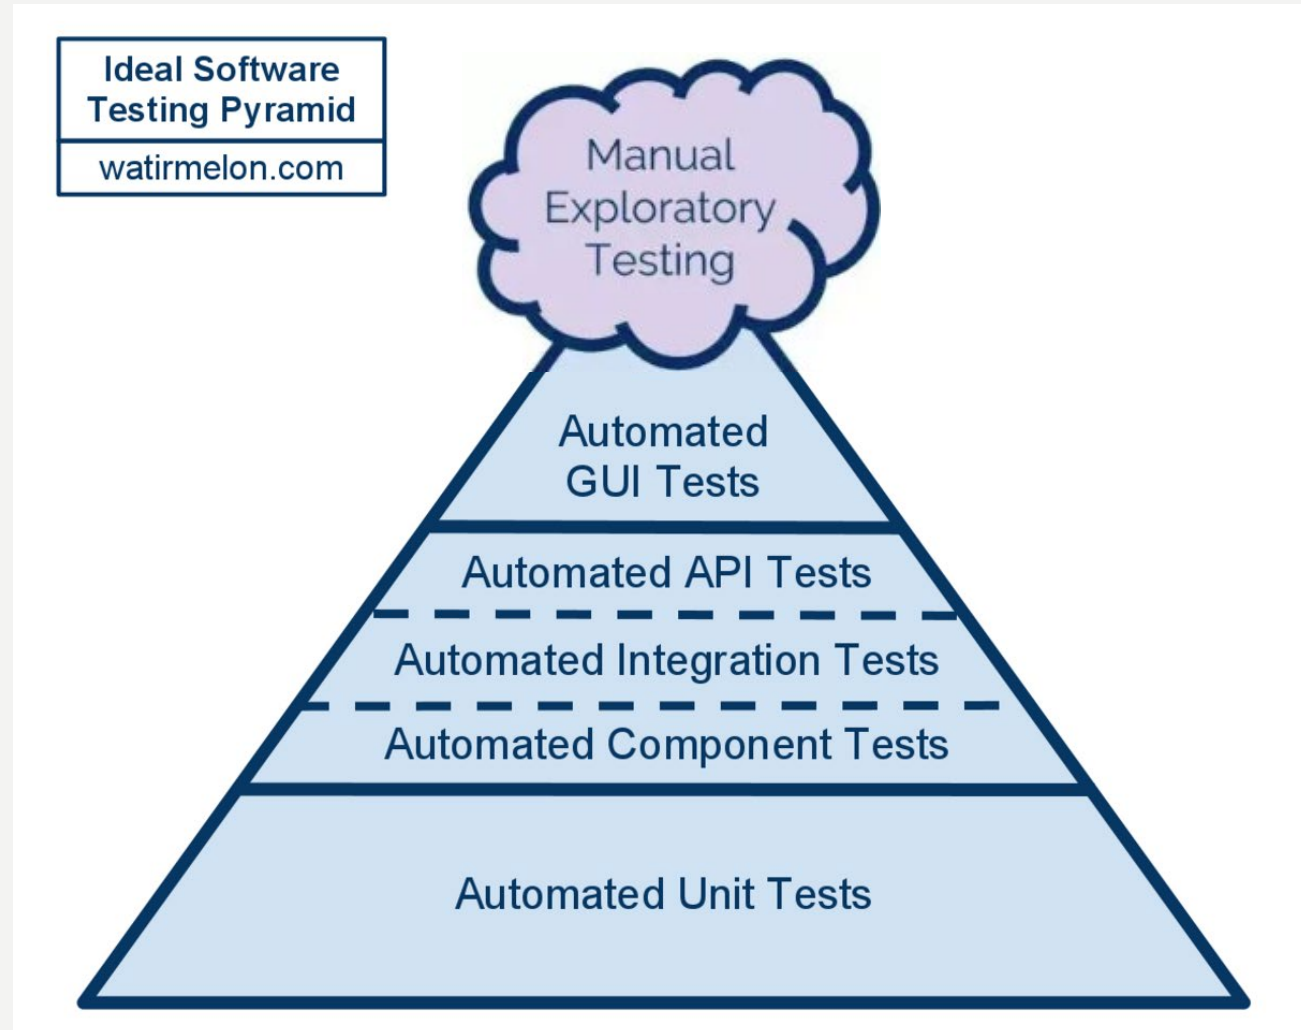 Ideal Software
Testing Pyramid
watirmelon.com
Manual
Exploratory
Testing
Automated
GUI Tests
Automated API Tests
Automated Integration Tests
Automated Component Tests
Automated Unit Tests